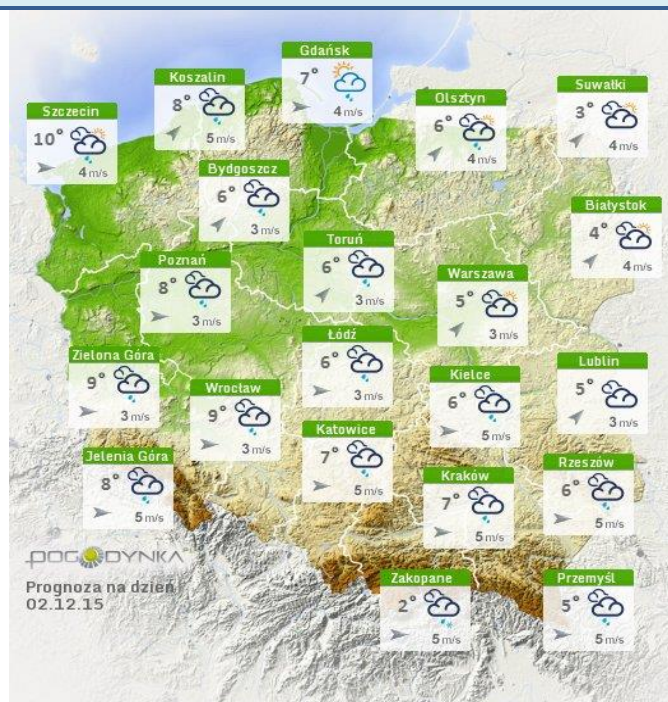 Gdańsk
7°
4 m/s
Koszalin
8°
5 m/s
Szczecin
10°
4 m/s
Olsztyn
6°
4 m/s
Suwałki
3°
4 m/s
Bydgoszcz
6°
3 m/s
Białystok
4°
4 m/s
Toruń
6°
3 m/s
Poznań
8°
3 m/s
Warszawa
5°
3 m/s
Łódź
6°
3 m/s
Zielona Góra
9°
3 m/s
Wrocław
9°
3 m/s
Kielce
6°
5 m/s
Lublin
5°
3 m/s
Katowice
7°
5 m/s
Jelenia Góra
8°
5 m/s
Kraków
7°
5 m/s
Rzeszów
6°
5 m/s
POGODYNKA
Prognoza na dzień
02.12.15
Zakopane
2°
5 m/s
Przemyśl
5°
5 m/s